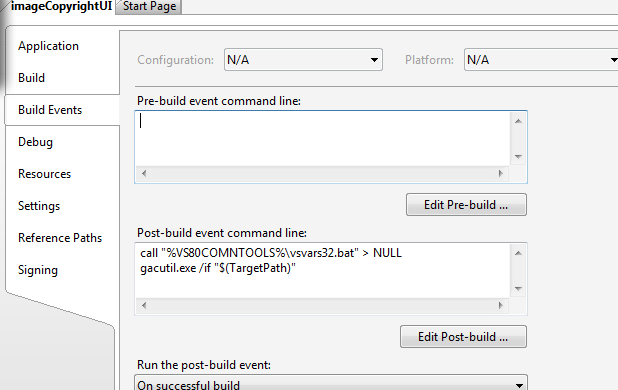 imageCopyrightUI
Start Page
Application
Configuration: N/A
Platform: N/A
Build
Pre-build event command line:
Build Events
Debug
Resources
Settings
Edit Pre-build ...
Reference Paths
Post-build event command line:
call "%VS80COMNTOOLS%\vsvars32.bat" > NULL
gacutil.exe /if "$(TargetPath)"
Signing
Edit Post-build ...
Run the post-build event:
On successful build